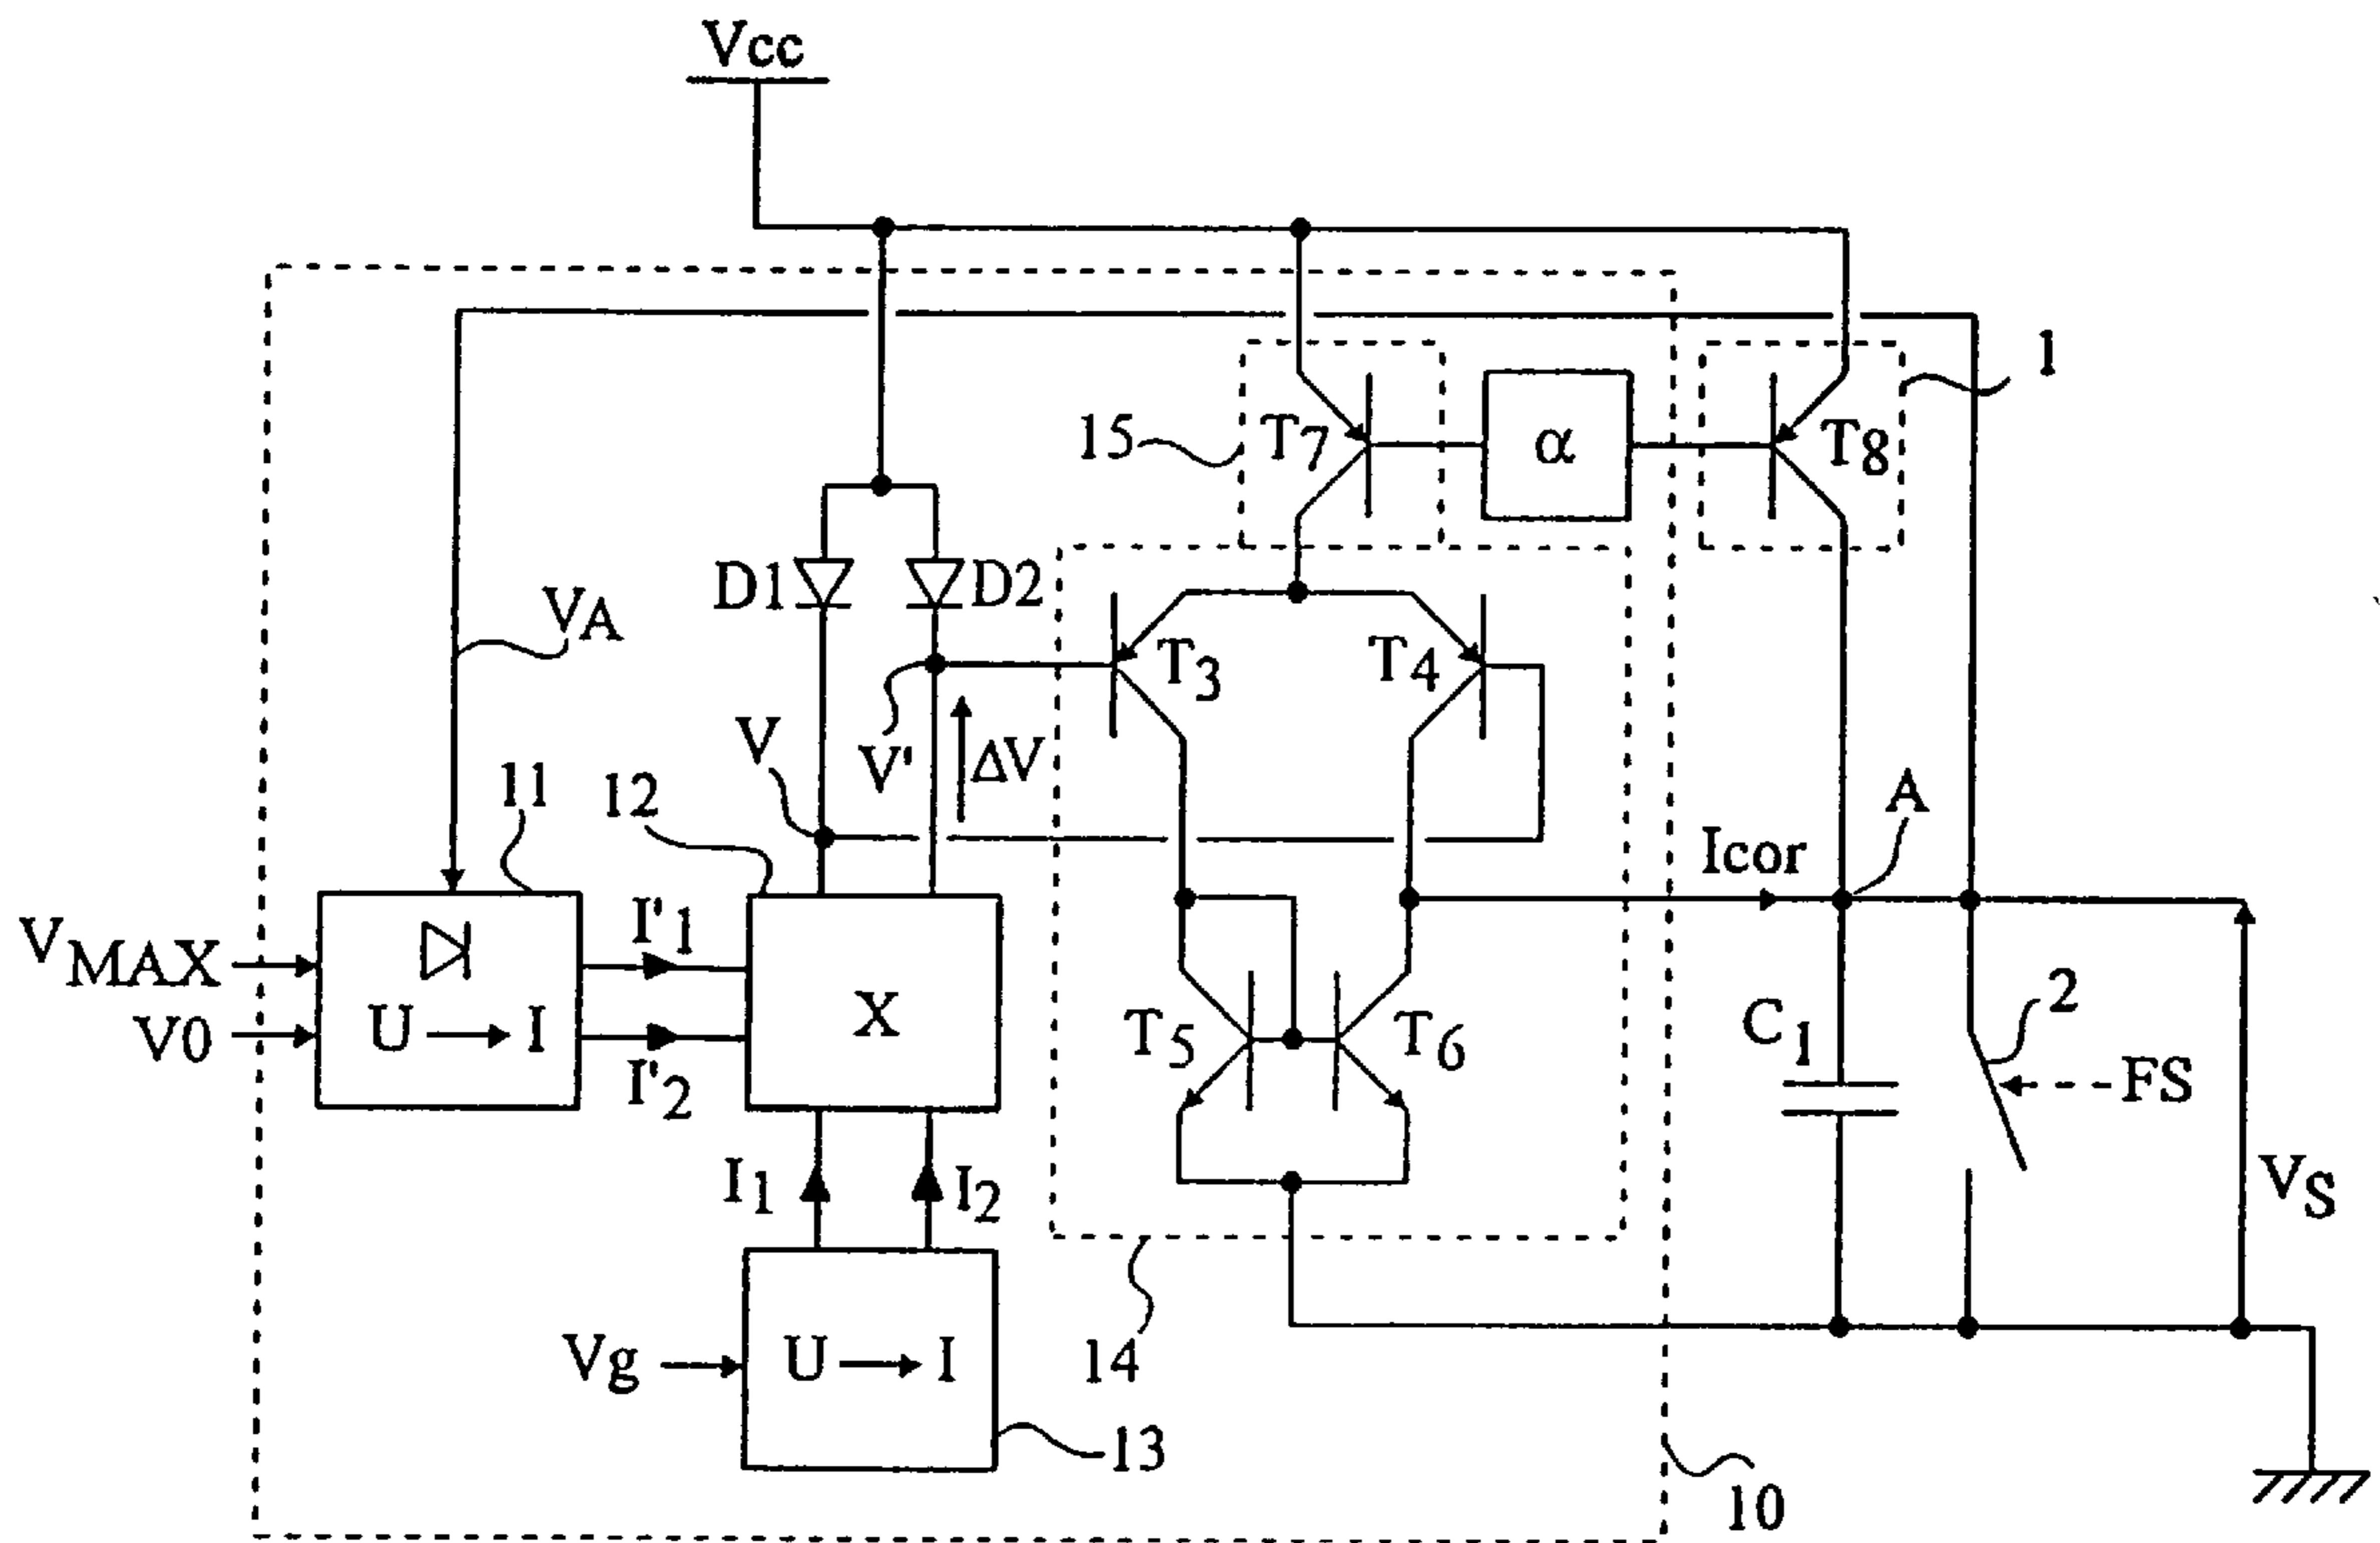 Vcc
1
15
T7
α
T8
D1
D2
VA
T3
T4
V
V'
ΔV
11
12
A
Icor
VMAX
I'1
V0
U → I
I'2
X
T5
T6
C1
2
FS
I1
I2
VS
Vg
U → I
14
13
10